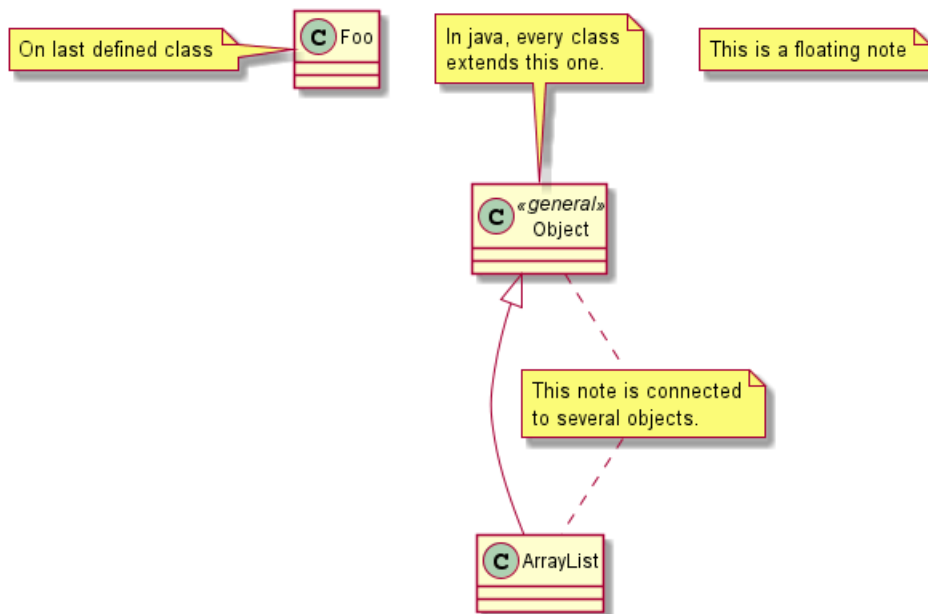 On last defined class
C Foo
In java, every class
extends this one.
This is a floating note
C «general»
Object
This note is connected
to several objects.
C ArrayList